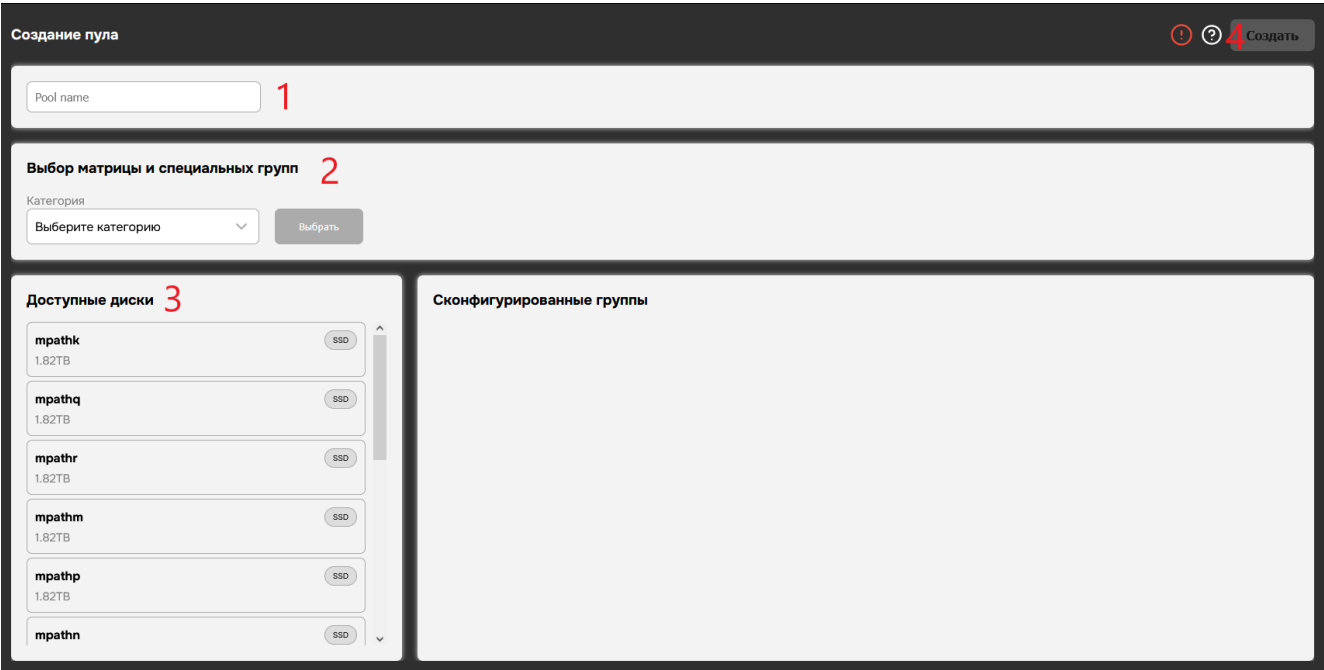 Создание пула
! ? 4 Создать
Pool name 1
Выбор матрицы и специальных групп 2
Категория
Выберите категорию Выбрать
Доступные диски 3
mpathk SSD
1.82TB
mpathq SSD
1.82TB
mpathr SSD
1.82TB
mpathm SSD
1.82TB
mpathp SSD
1.82TB
mpathn SSD
Сконфигурированные группы